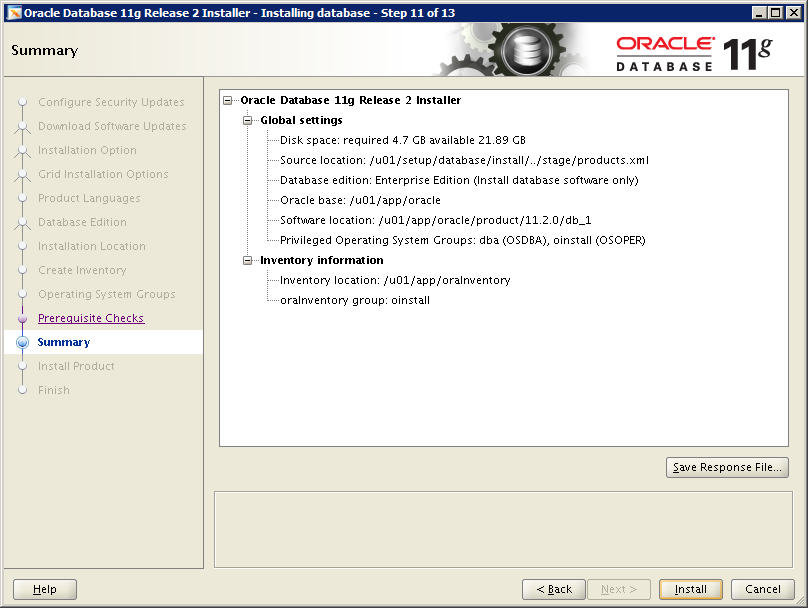 Oracle Database 11g Release 2 Installer - Installing database - Step 11 of 13
Summary
ORACLE®
DATABASE 11g
Configure Security Updates
Download Software Updates
Installation Option
Grid Installation Options
Product Languages
Database Edition
Installation Location
Create Inventory
Operating System Groups
Prerequisite Checks
Summary
Install Product
Finish
Oracle Database 11g Release 2 Installer
Global settings
Disk space: required 4.7 GB available 21.89 GB
Source location: /u01/setup/database/install/../stage/products.xml
Database edition: Enterprise Edition (Install database software only)
Oracle base: /u01/app/oracle
Software location: /u01/app/oracle/product/11.2.0/db_1
Privileged Operating System Groups: dba (OSDBA), oinstall (OSOPER)
Inventory information
Inventory location: /u01/app/oraInventory
oraInventory group: oinstall
Save Response File...
Help
< Back
Next >
Install
Cancel